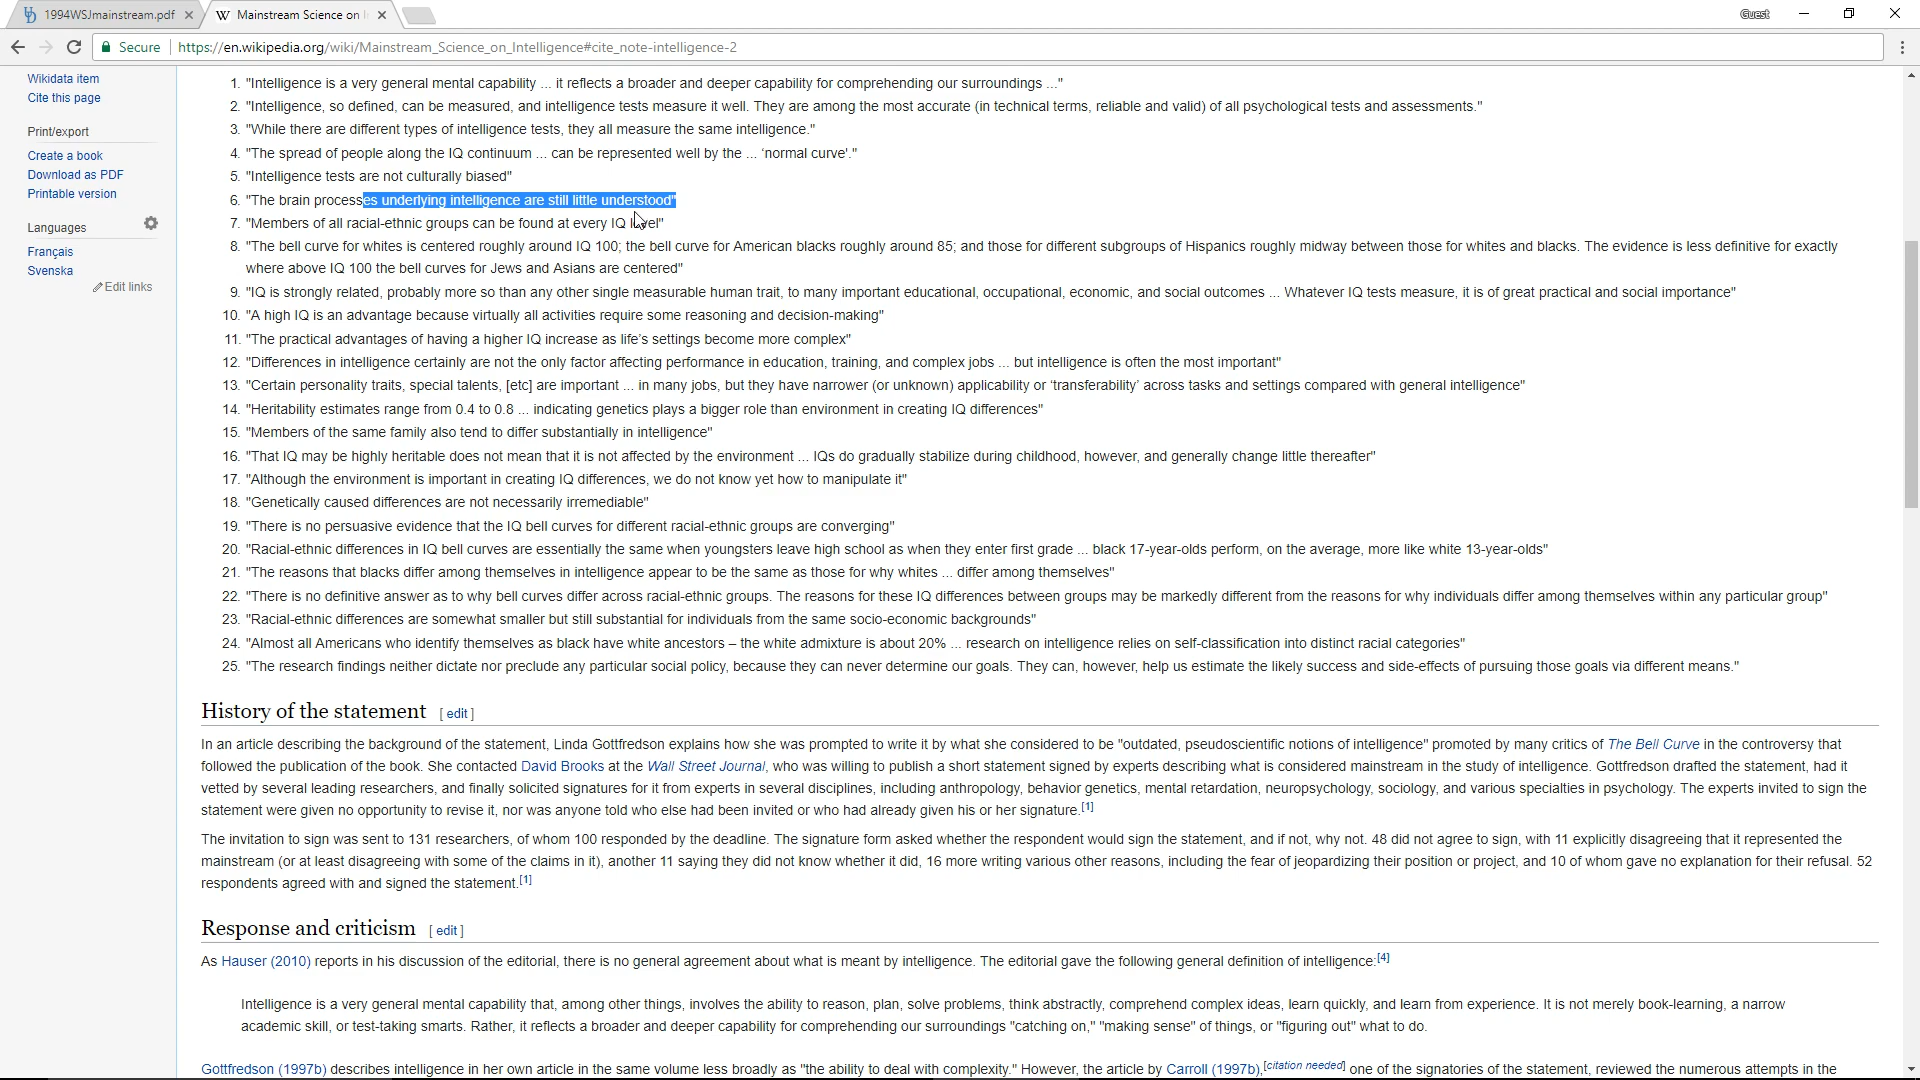 1994WSJmainstream.pdf
Mainstream Science on I
Guest
Secure
https://en.wikipedia.org/wiki/Mainstream_Science_on_Intelligence#cite_note-intelligence-2
Wikidata item
Cite this page
Print/export
Create a book
Download as PDF
Printable version
Languages
Français
Svenska
Edit links
1. "Intelligence is a very general mental capability ... it reflects a broader and deeper capability for comprehending our surroundings ..."
2. "Intelligence, so defined, can be measured, and intelligence tests measure it well. They are among the most accurate (in technical terms, reliable and valid) of all psychological tests and assessments."
3. "While there are different types of intelligence tests, they all measure the same intelligence."
4. "The spread of people along the IQ continuum ... can be represented well by the ... ‘normal curve’."
5. "Intelligence tests are not culturally biased"
6. "The brain processes underlying intelligence are still little understood"
7. "Members of all racial-ethnic groups can be found at every IQ level"
8. "The bell curve for whites is centered roughly around IQ 100; the bell curve for American blacks roughly around 85; and those for different subgroups of Hispanics roughly midway between those for whites and blacks. The evidence is less definitive for exactly
where above IQ 100 the bell curves for Jews and Asians are centered"
9. "IQ is strongly related, probably more so than any other single measurable human trait, to many important educational, occupational, economic, and social outcomes ... Whatever IQ tests measure, it is of great practical and social importance"
10. "A high IQ is an advantage because virtually all activities require some reasoning and decision-making"
11. "The practical advantages of having a higher IQ increase as life’s settings become more complex"
12. "Differences in intelligence certainly are not the only factor affecting performance in education, training, and complex jobs ... but intelligence is often the most important"
13. "Certain personality traits, special talents, [etc] are important ... in many jobs, but they have narrower (or unknown) applicability or ‘transferability’ across tasks and settings compared with general intelligence"
14. "Heritability estimates range from 0.4 to 0.8 ... indicating genetics plays a bigger role than environment in creating IQ differences"
15. "Members of the same family also tend to differ substantially in intelligence"
16. "That IQ may be highly heritable does not mean that it is not affected by the environment ... IQs do gradually stabilize during childhood, however, and generally change little thereafter"
17. "Although the environment is important in creating IQ differences, we do not know yet how to manipulate it"
18. "Genetically caused differences are not necessarily irremediable"
19. "There is no persuasive evidence that the IQ bell curves for different racial-ethnic groups are converging"
20. "Racial-ethnic differences in IQ bell curves are essentially the same when youngsters leave high school as when they enter first grade ... black 17-year-olds perform, on the average, more like white 13-year-olds"
21. "The reasons that blacks differ among themselves in intelligence appear to be the same as those for why whites ... differ among themselves"
22. "There is no definitive answer as to why bell curves differ across racial-ethnic groups. The reasons for these IQ differences between groups may be markedly different from the reasons for why individuals differ among themselves within any particular group"
23. "Racial-ethnic differences are somewhat smaller but still substantial for individuals from the same socio-economic backgrounds"
24. "Almost all Americans who identify themselves as black have white ancestors – the white admixture is about 20% ... research on intelligence relies on self-classification into distinct racial categories"
25. "The research findings neither dictate nor preclude any particular social policy, because they can never determine our goals. They can, however, help us estimate the likely success and side-effects of pursuing those goals via different means."
History of the statement [ edit ]
In an article describing the background of the statement, Linda Gottfredson explains how she was prompted to write it by what she considered to be "outdated, pseudoscientific notions of intelligence" promoted by many critics of The Bell Curve in the controversy that
followed the publication of the book. She contacted David Brooks at the Wall Street Journal, who was willing to publish a short statement signed by experts describing what is considered mainstream in the study of intelligence. Gottfredson drafted the statement, had it
vetted by several leading researchers, and finally solicited signatures for it from experts in several disciplines, including anthropology, behavior genetics, mental retardation, neuropsychology, sociology, and various specialties in psychology. The experts invited to sign the
statement were given no opportunity to revise it, nor was anyone told who else had been invited or who had already given his or her signature.[1]
The invitation to sign was sent to 131 researchers, of whom 100 responded by the deadline. The signature form asked whether the respondent would sign the statement, and if not, why not. 48 did not agree to sign, with 11 explicitly disagreeing that it represented the
mainstream (or at least disagreeing with some of the claims in it), another 11 saying they did not know whether it did, 16 more writing various other reasons, including the fear of jeopardizing their position or project, and 10 of whom gave no explanation for their refusal. 52
respondents agreed with and signed the statement.[1]
Response and criticism [ edit ]
As Hauser (2010) reports in his discussion of the editorial, there is no general agreement about what is meant by intelligence. The editorial gave the following general definition of intelligence:[4]
Intelligence is a very general mental capability that, among other things, involves the ability to reason, plan, solve problems, think abstractly, comprehend complex ideas, learn quickly, and learn from experience. It is not merely book-learning, a narrow
academic skill, or test-taking smarts. Rather, it reflects a broader and deeper capability for comprehending our surroundings "catching on," "making sense" of things, or "figuring out" what to do.
Gottfredson (1997b) describes intelligence in her own article in the same volume less broadly as "the ability to deal with complexity." However, the article by Carroll (1997b),[citation needed] one of the signatories of the statement, reviewed the numerous attempts in the